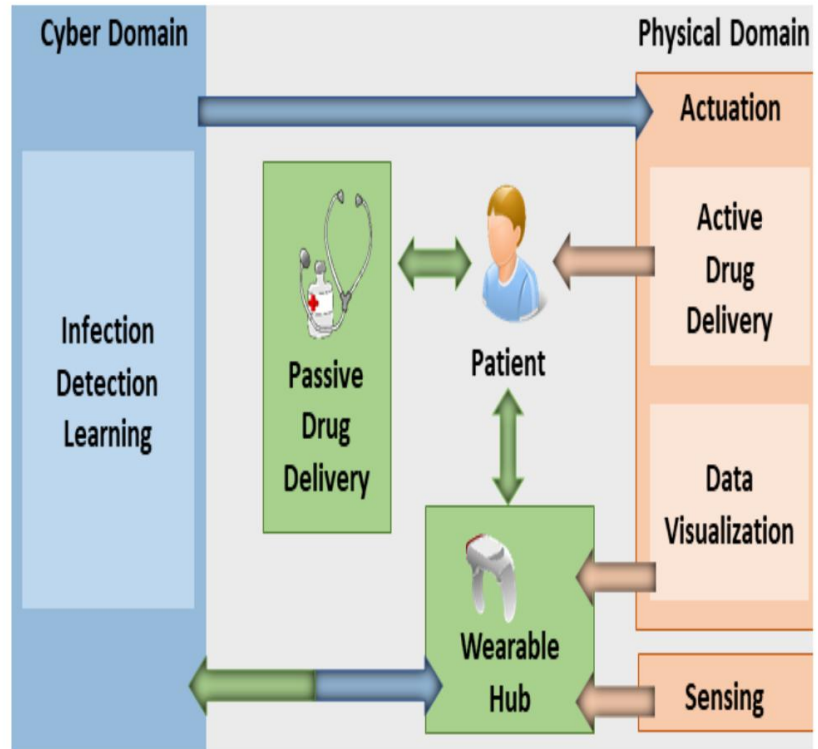 Cyber Domain
Physical Domain
Actuation
Active
Drug
Delivery
Infection
Detection
Learning
Passive
Drug
Delivery
Patient
Data
Visualization
Wearable
Hub
Sensing